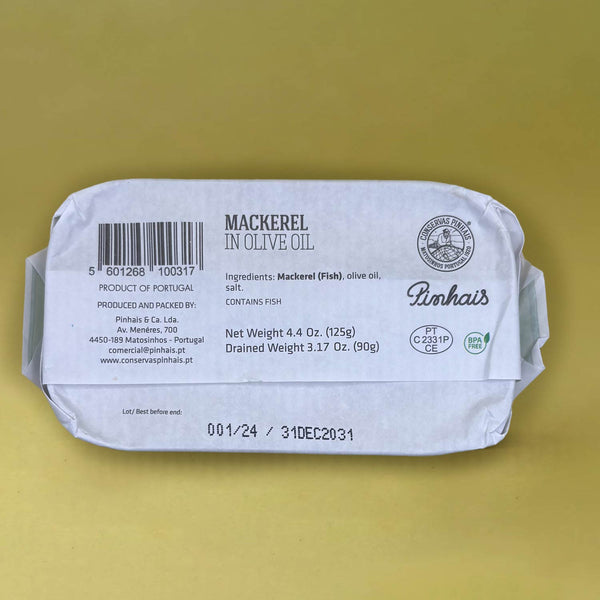 5 601268 100317
PRODUCT OF PORTUGAL
PRODUCED AND PACKED BY:
Pinhais & Ca. Lda.
Av. Menéres, 700
4450-189 Matosinhos - Portugal
comercial@pinhais.pt
www.conservaspinhais.pt
MACKEREL
IN OLIVE OIL
Ingredients: Mackerel (Fish), olive oil,
salt.
CONTAINS FISH
Net Weight 4.4 Oz. (125g)
Drained Weight 3.17 Oz. (90g)
CONSERVAS PINHAIS
MATOSINHOS PORTUGAL 1920
Pinhais
PT
C 2331P
CE
BPA
FREE
Lot/ Best before end:
001/24 / 31DEC2031